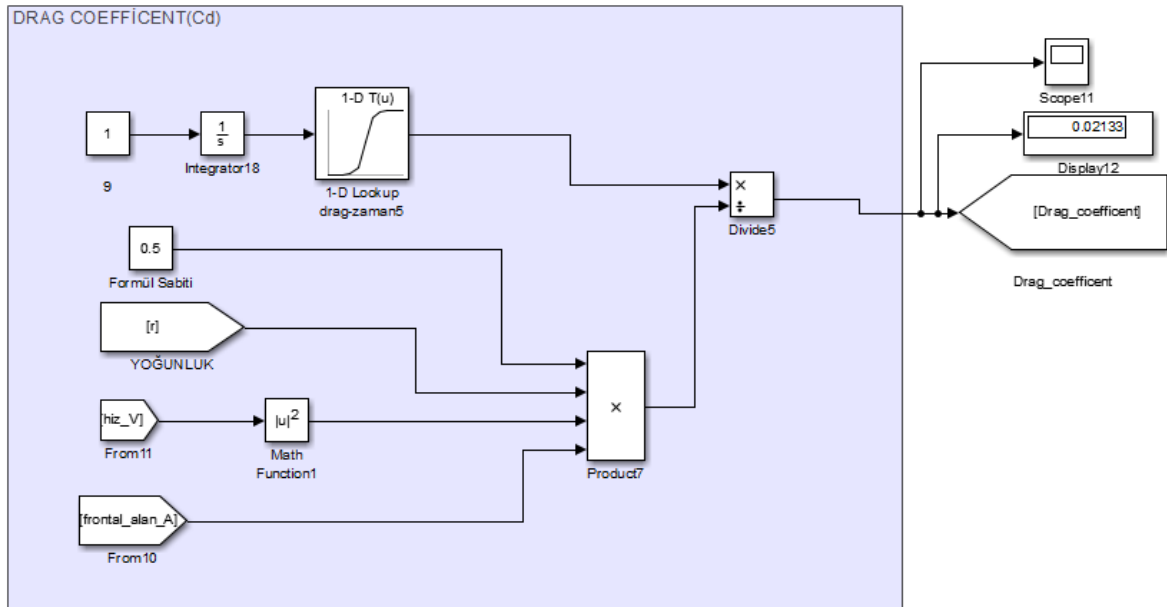 DRAG COEFFİCENT(Cd)
1
9
1
s
Integrator18
1-D T(u)
1-D Lookup
drag-zaman5
×
÷
Divide5
Scope11
0.02133
Display12
[Drag_coefficent]
Drag_coefficent
0.5
Formül Sabiti
[r]
YOĞUNLUK
[hiz_V]
From11
|u|²
Math
Function1
×
Product7
[frontal_alan_A]
From10